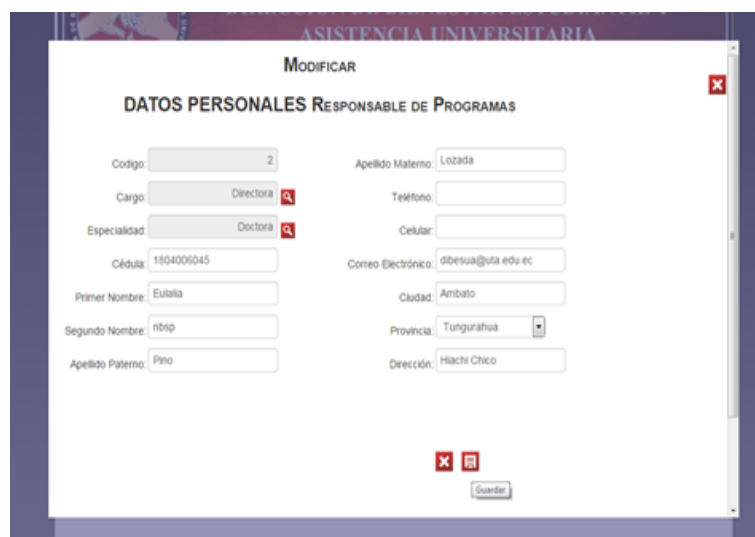 ASISTENCIA UNIVERSITARIA
MODIFICAR
DATOS PERSONALES RESPONSABLE DE PROGRAMAS
Codigo: 2
Cargo: Directora
Especialidad: Doctora
Cédula: 1804006045
Primer Nombre: Eulalia
Segundo Nombre: nbsp
Apellido Paterno: Pino
Apellido Materno: Lozada
Teléfono:
Celular:
Correo Electrónico: dibesua@uta.edu.ec
Ciudad: Ambato
Provincia: Tungurahua
Dirección: Hiachi Chico
Guardar